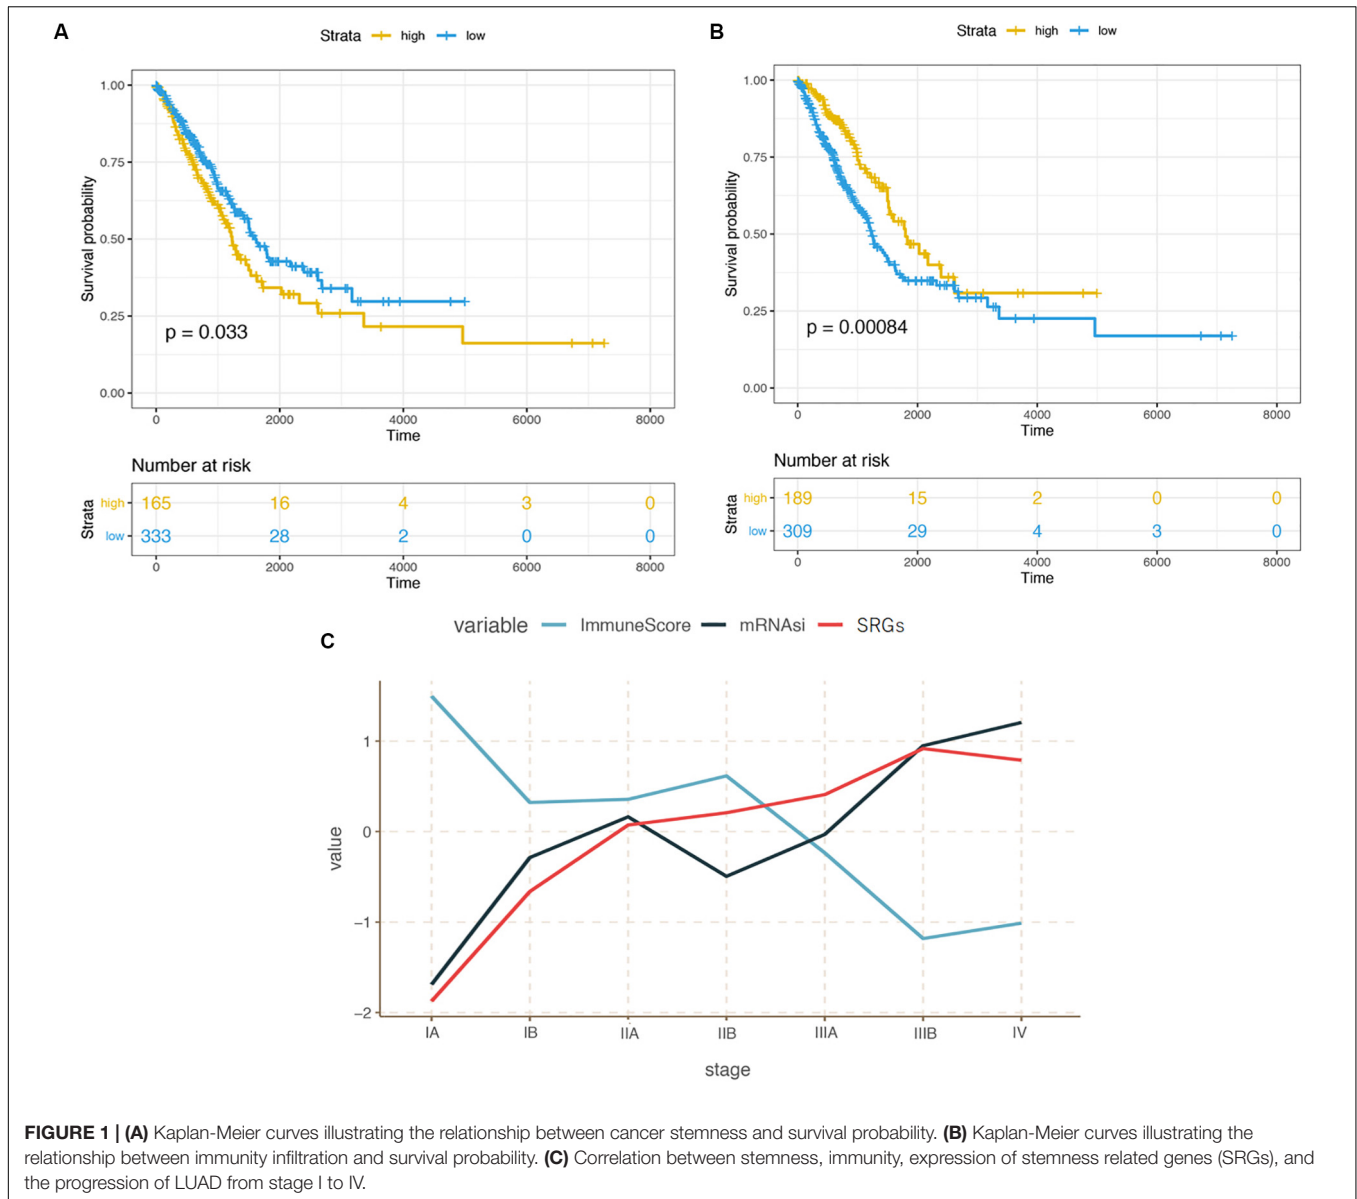 A
Strata high low
1.00
0.75
0.50
0.25
0.00
Survival probability
p = 0.033
0 2000 4000 6000 8000
Time
Number at risk
Strata
high 165 16 4 3 0
low 333 28 2 0 0
0 2000 4000 6000 8000
Time
B
Strata high low
1.00
0.75
0.50
0.25
0.00
Survival probability
p = 0.00084
0 2000 4000 6000 8000
Time
Number at risk
Strata
high 189 15 2 0 0
low 309 29 4 3 0
0 2000 4000 6000 8000
Time
C
variable ImmuneScore mRNAsi SRGs
1
0
−1
−2
value
IA IB IIA IIB IIIA IIIB IV
stage
FIGURE 1 | (A) Kaplan-Meier curves illustrating the relationship between cancer stemness and survival probability. (B) Kaplan-Meier curves illustrating the
relationship between immunity infiltration and survival probability. (C) Correlation between stemness, immunity, expression of stemness related genes (SRGs), and
the progression of LUAD from stage I to IV.